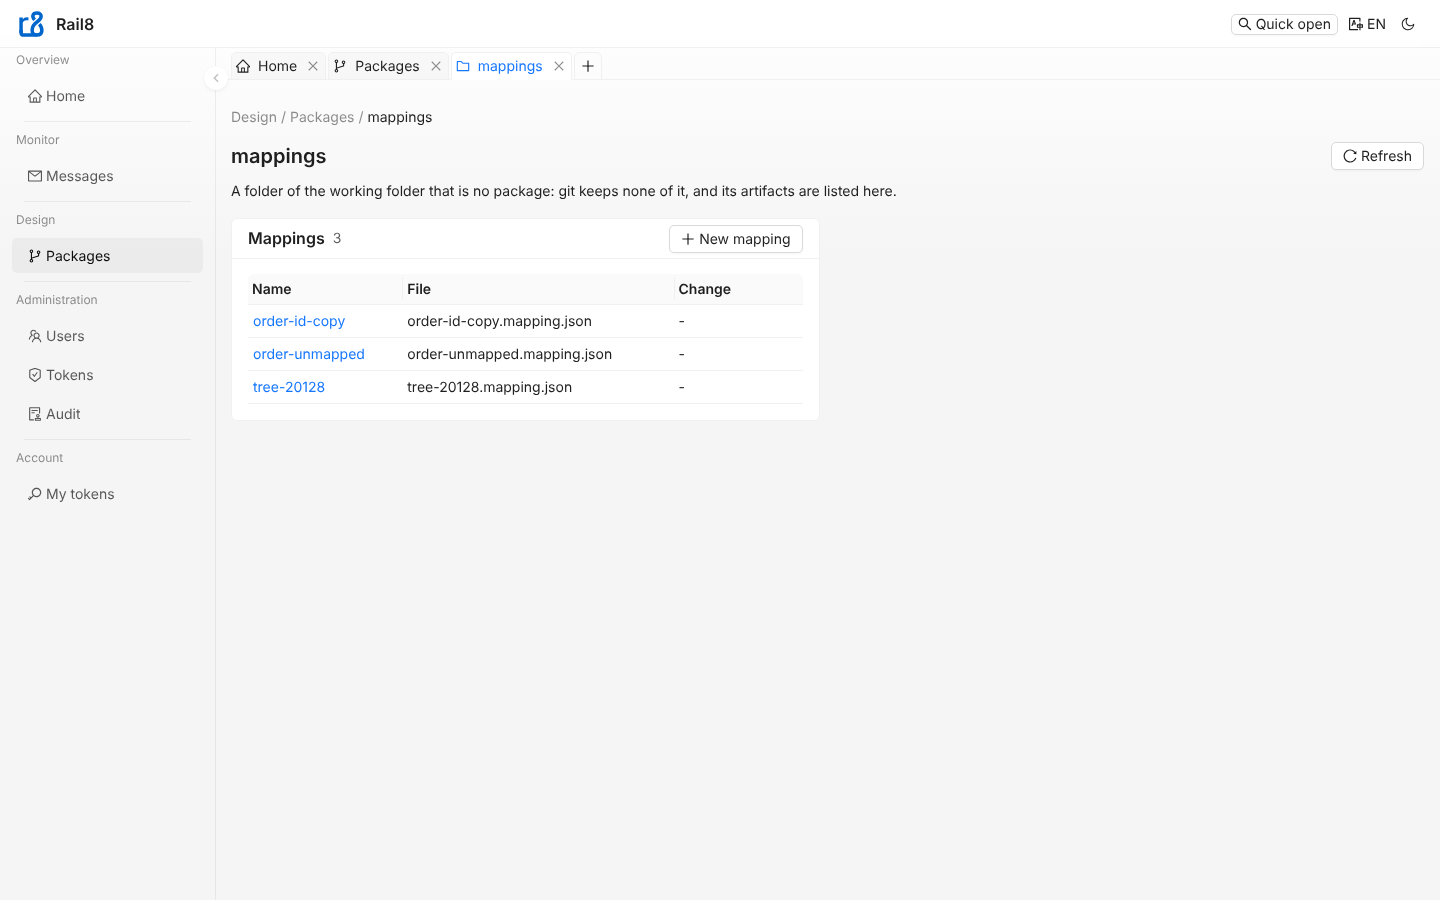 Rail8
Quick open
EN
Overview
Home
Monitor
Messages
Design
Packages
Administration
Users
Tokens
Audit
Account
My tokens
Home
Packages
mappings
Design / Packages / mappings
mappings
Refresh
A folder of the working folder that is no package: git keeps none of it, and its artifacts are listed here.
Mappings 3
New mapping
Name File Change
order-id-copy order-id-copy.mapping.json -
order-unmapped order-unmapped.mapping.json -
tree-20128 tree-20128.mapping.json -